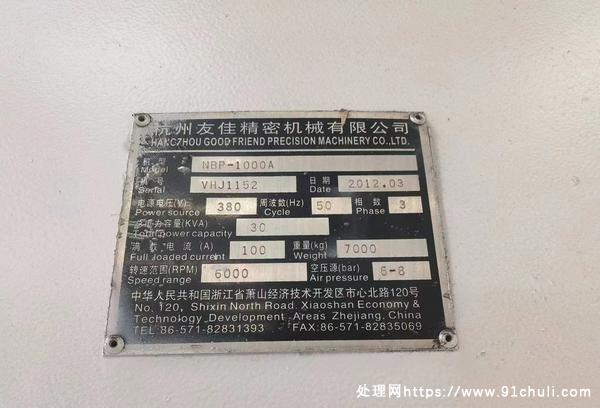 杭州友佳精密机械有限公司
HANGZHOU GOOD FRIEND PRECISION MACHINERY CO.,LTD.
机型 Model NBP-1000A
机号 Serial VHJ1152 日期 Date 2012.03
电源电压(V) Power source 380 周波数(Hz) Cycle 50 相数 Phase 3
总电力容量(KVA) Total power capacity 30
满载电流(A) Full loaded current 100 重量(kg) Weight 7000
转速范围(RPM) Speed range 6000 空压源(bar) Air pressure 6-8
中华人民共和国浙江省萧山经济技术开发区市心北路120号
No. 120, Shixin North Road, Xiaoshan Economy &
Technology Development Areas Zhejiang, China
TEL:86-571-82831393 FAX:86-571-82835069
处理网https://www.91chuli.com/